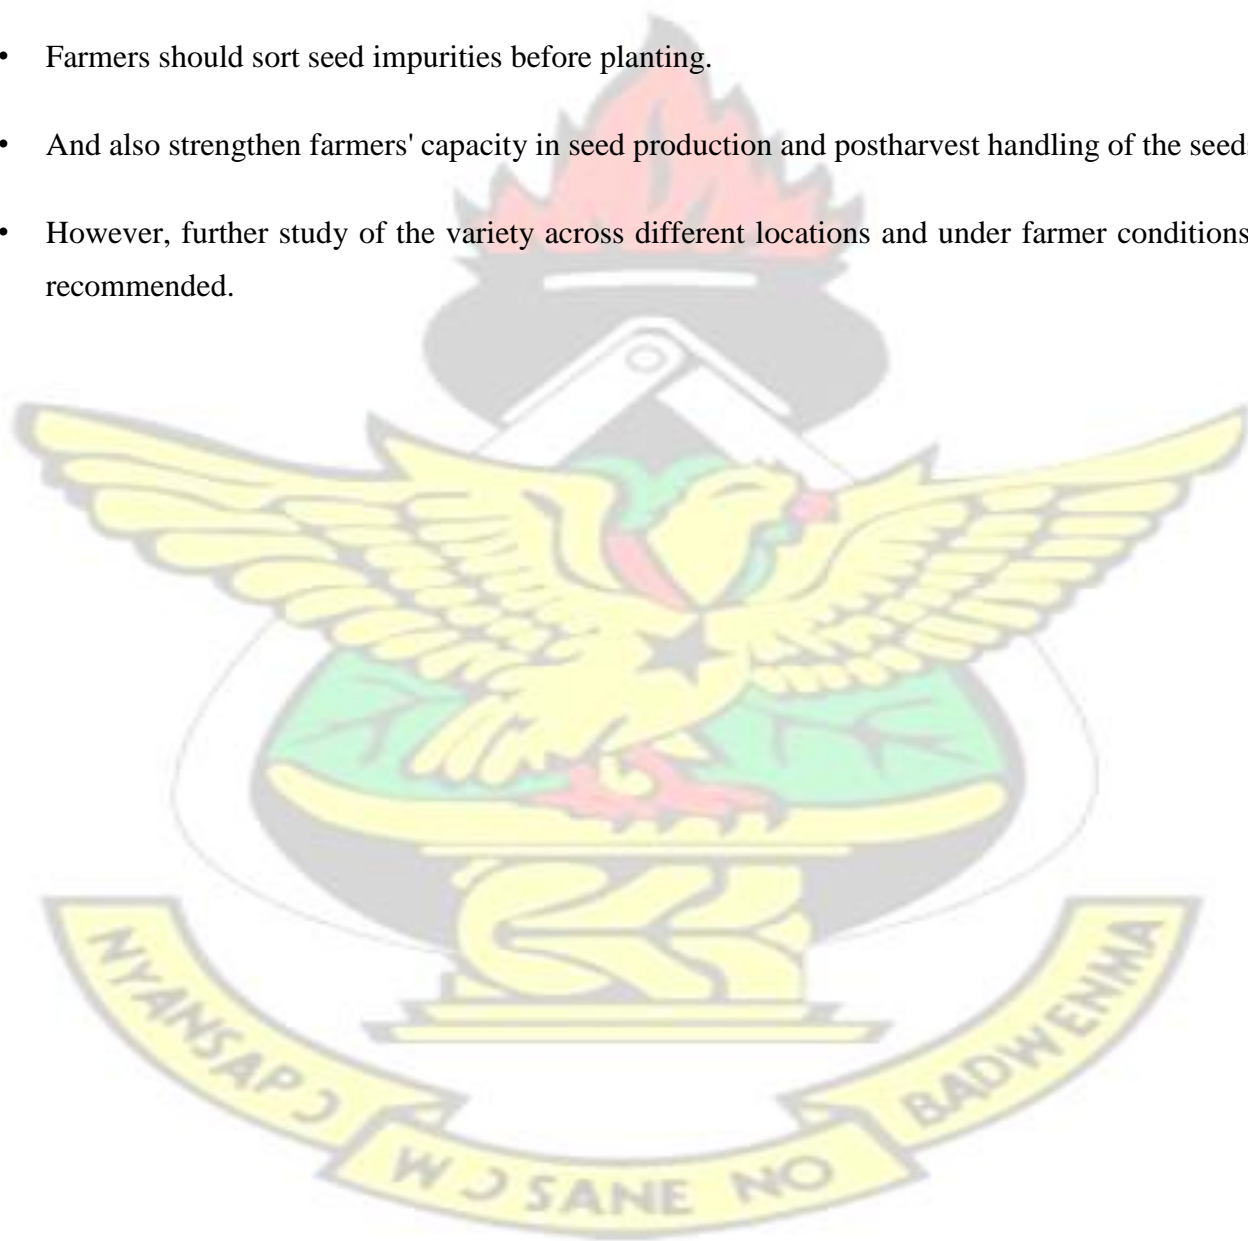 • Farmers should sort seed impurities before planting.
• And also strengthen farmers' capacity in seed production and postharvest handling of the seed
• However, further study of the variety across different locations and under farmer conditions
recommended.
NYANSAPƆ
WƆ SANE NO
BADWENMA